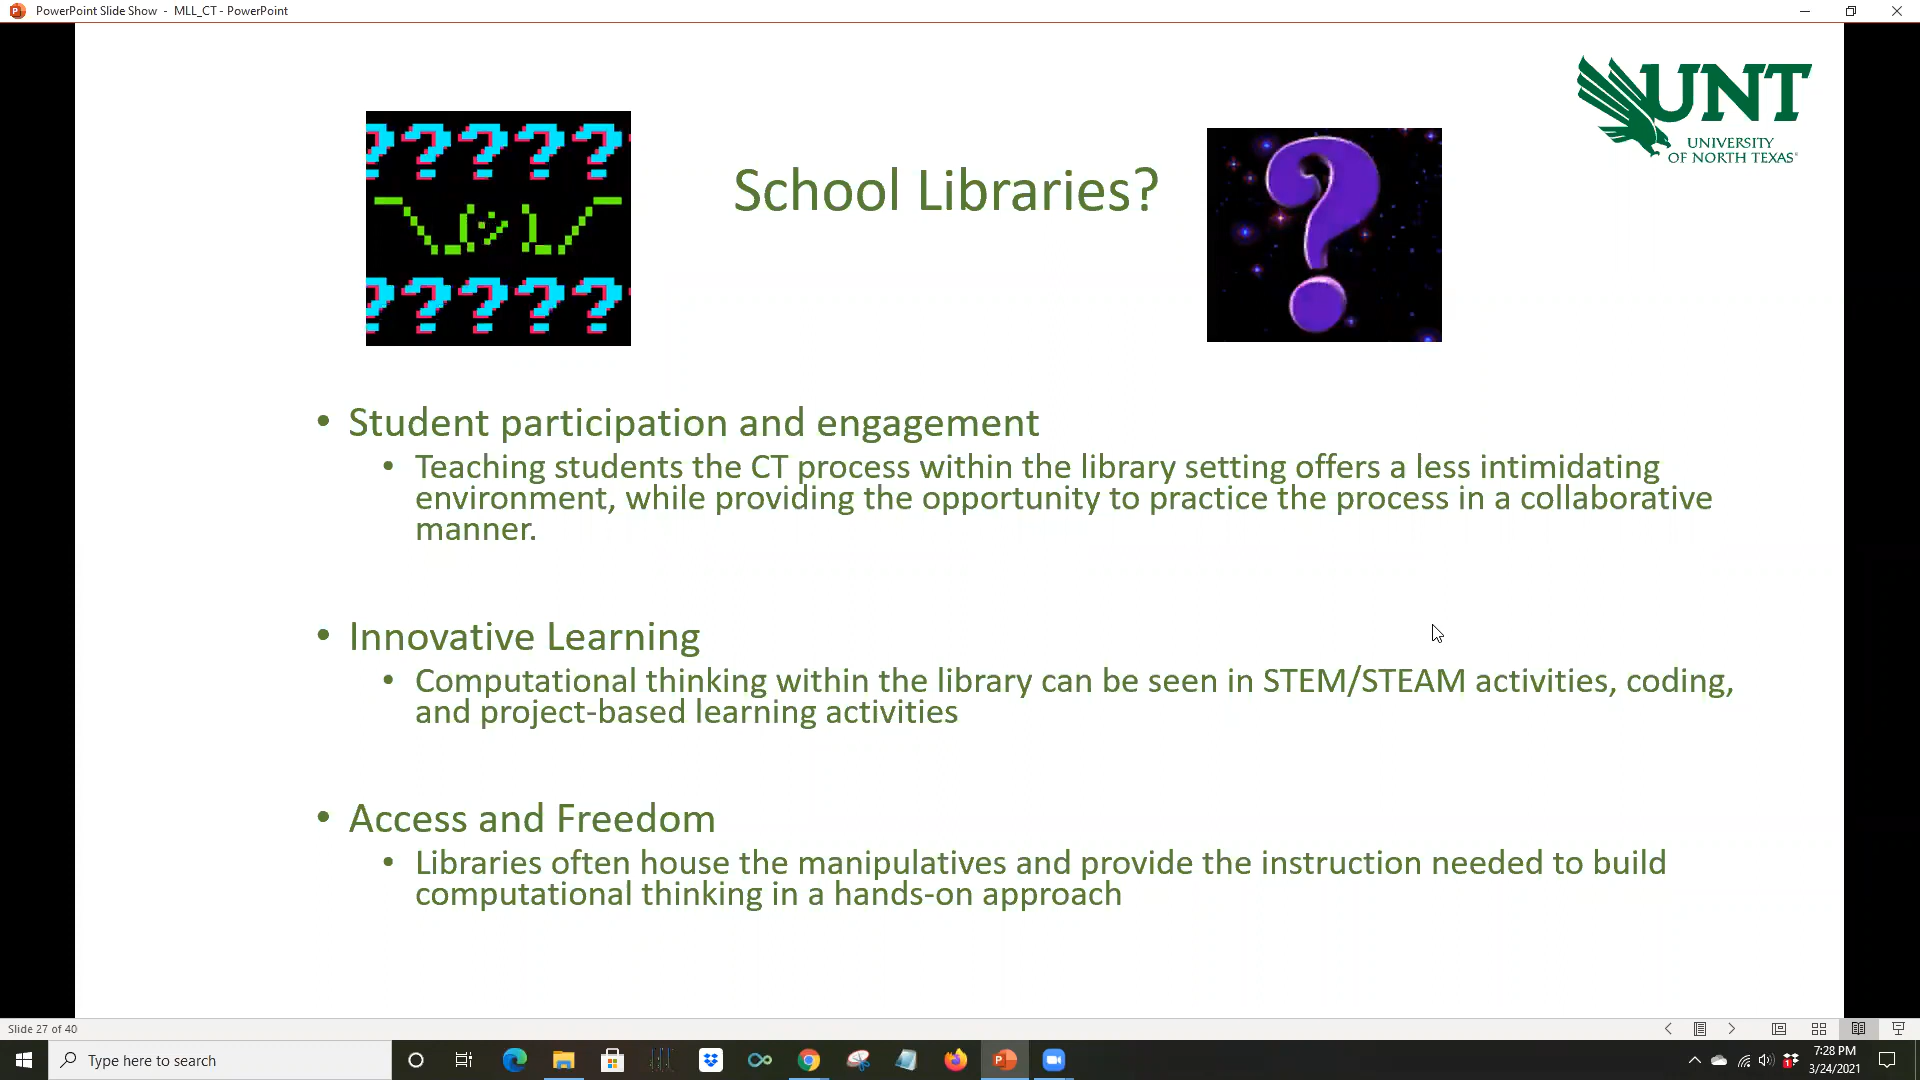 PowerPoint Slide Show - MLL_CT - PowerPoint
UNT
UNIVERSITY
OF NORTH TEXAS®
?????
¯\_(ツ)_/¯
?????
School Libraries?
?
• Student participation and engagement
• Teaching students the CT process within the library setting offers a less intimidating
environment, while providing the opportunity to practice the process in a collaborative
manner.
• Innovative Learning
• Computational thinking within the library can be seen in STEM/STEAM activities, coding,
and project-based learning activities
• Access and Freedom
• Libraries often house the manipulatives and provide the instruction needed to build
computational thinking in a hands-on approach
Slide 27 of 40
Type here to search
7:28 PM
3/24/2021